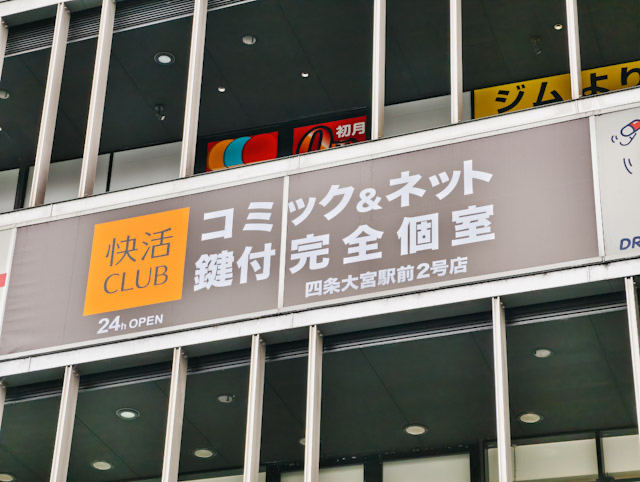 ジムより
初月
快活
CLUB
24h OPEN
コミック&ネット
鍵付完全個室
四条大宮駅前2号店
DR